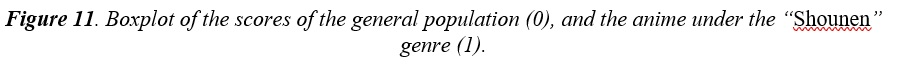 Figure 11. Boxplot of the scores of the general population (0), and the anime under the “Shounen”
genre (1).